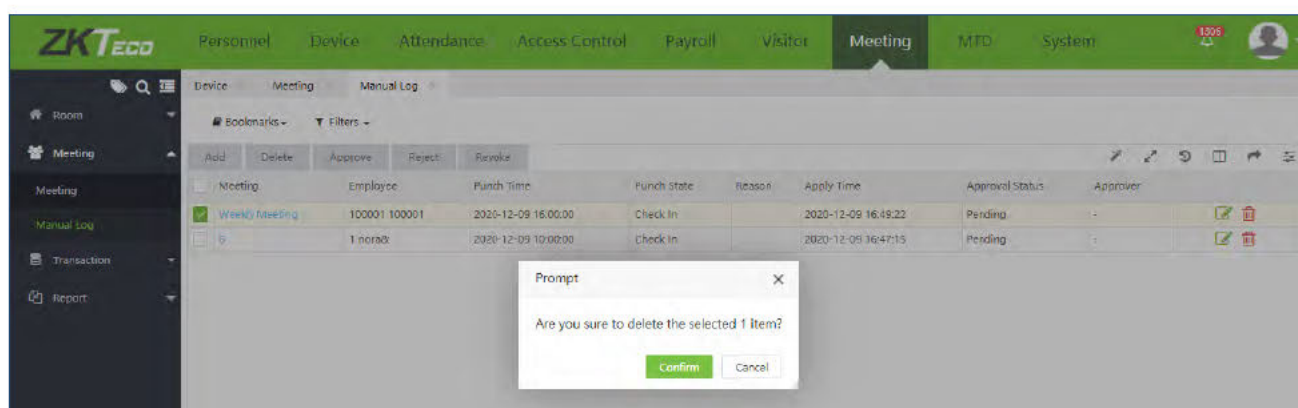 ZKTECO Personnel Device Attendance Access Control Payroll Visitor Meeting MTD System 1305
Device Meeting Manual Log
Room
Bookmarks Filters
Meeting
Add Delete Approve Reject Revoke
Meeting Employee Punch Time Punch State Reason Apply Time Approval Status Approver
Meeting
Weekly Meeting 100001 100001 2020-12-09 16:00:00 Check In 2020-12-09 16:49:22 Pending -
Manual Log
6 1 nora& 2020-12-09 10:00:00 Check In 2020-12-09 16:47:15 Pending -
Transaction
Report
Prompt
Are you sure to delete the selected 1 item?
Confirm Cancel